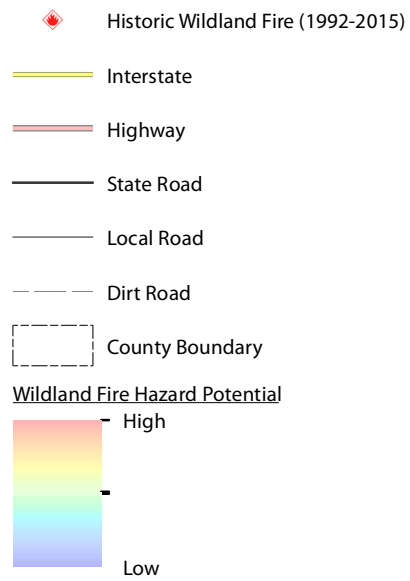 Historic Wildland Fire (1992-2015)
Interstate
Highway
State Road
Local Road
Dirt Road
County Boundary
Wildland Fire Hazard Potential
High
Low